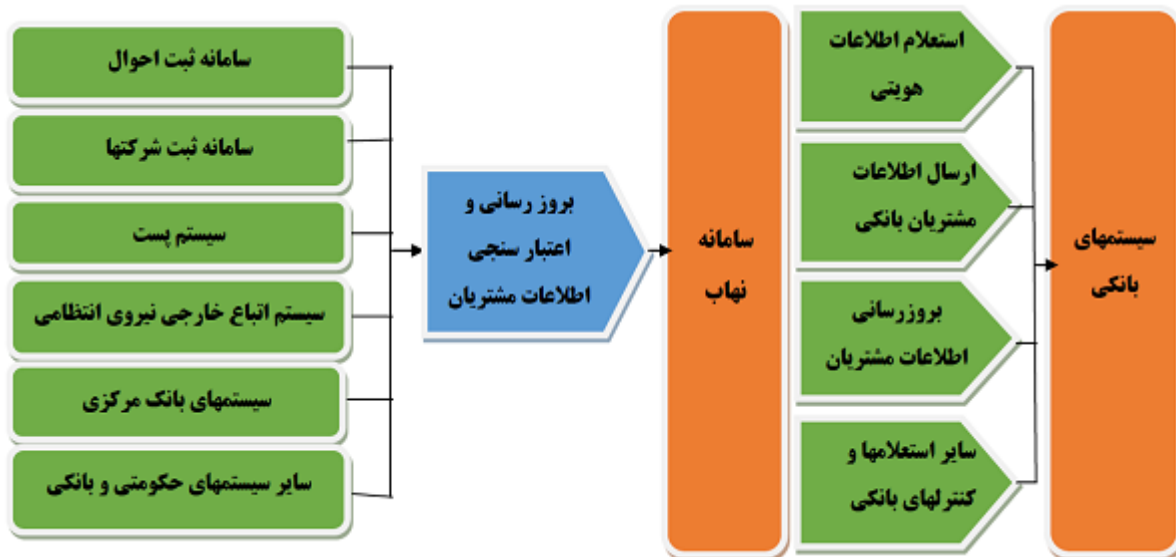 سامانه ثبت احوال
سامانه ثبت شرکتها
سیستم پست
سیستم اتباع خارجی نیروی انتظامی
سیستمهای بانک مرکزی
سایر سیستمهای حکومتی و بانکی
بروز رسانی و
اعتبار سنجی
اطلاعات مشتریان
سامانه
نهاب
استعلام اطلاعات
هویتی
ارسال اطلاعات
مشتریان بانکی
بروزرسانی
اطلاعات مشتریان
سایر استعلامها و
کنترلهای بانکی
سیستمهای
بانکی